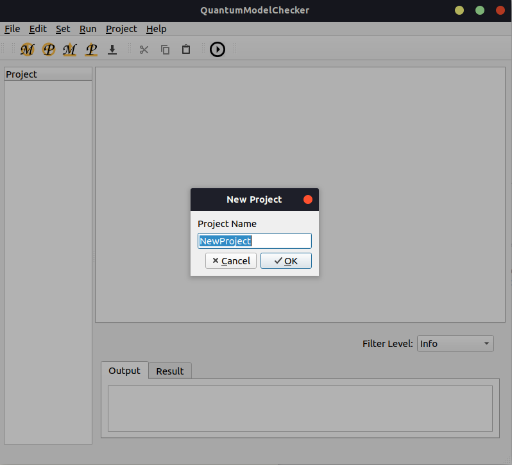 QuantumModelChecker
File Edit Set Run Project Help
M P M P
Project
New Project
Project Name
NewProject
Cancel OK
Filter Level: Info
Output Result